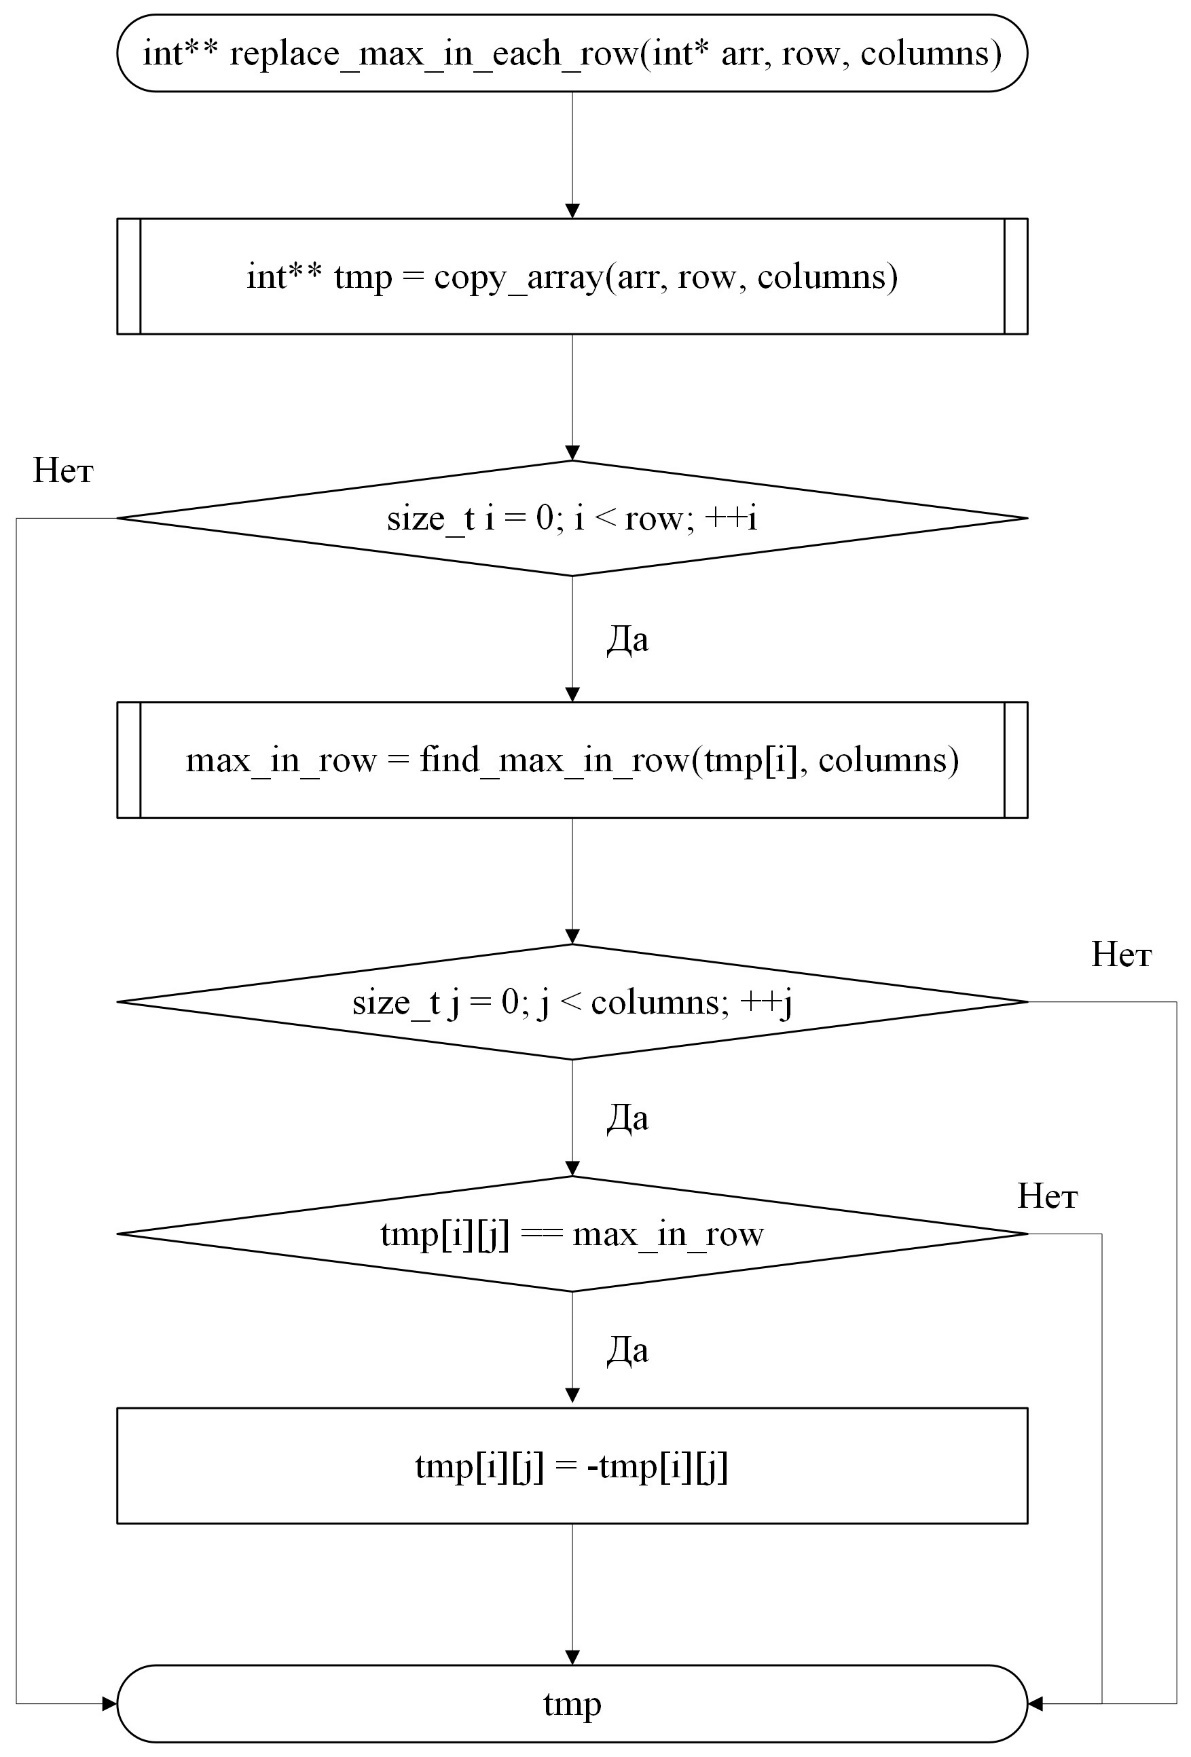 int** replace_max_in_each_row(int* arr, row, columns)
int** tmp = copy_array(arr, row, columns)
Нет
size_t i = 0; i < row; ++i
Да
max_in_row = find_max_in_row(tmp[i], columns)
Нет
size_t j = 0; j < columns; ++j
Да
Нет
tmp[i][j] == max_in_row
Да
tmp[i][j] = -tmp[i][j]
tmp